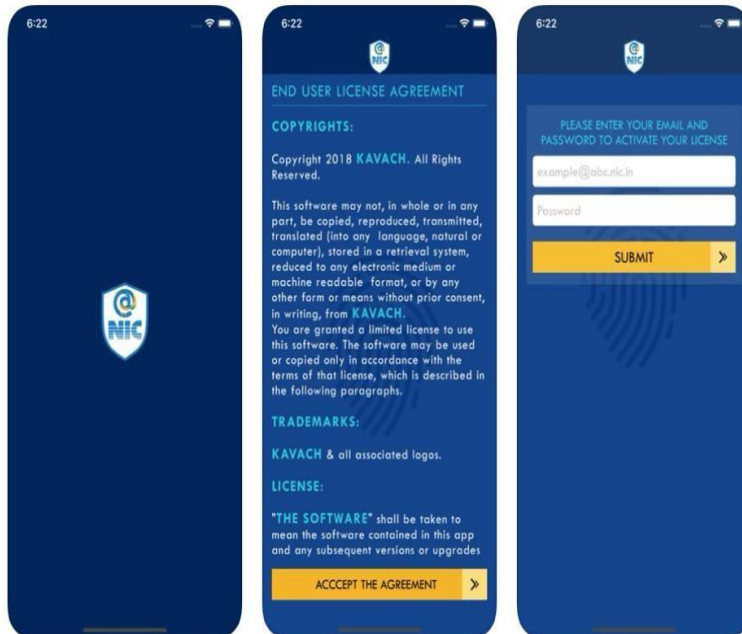 6:22
@
NIC
6:22
@
NIC
END USER LICENSE AGREEMENT
COPYRIGHTS:
Copyright 2018 KAVACH. All Rights
Reserved.
This software may not, in whole or in any
part, be copied, reproduced, transmitted,
translated (into any language, natural or
computer), stored in a retrieval system,
reduced to any electronic medium or
machine readable format, or by any
other form or means without prior consent,
in writing, from KAVACH.
You are granted a limited license to use
this software. The software may be used
or copied only in accordance with the
terms of that license, which is described in
the following paragraphs.
TRADEMARKS:
KAVACH & all associated logos.
LICENSE:
"THE SOFTWARE" shall be taken to
mean the software contained in this app
and any subsequent versions or upgrades
ACCCEPT THE AGREEMENT »
6:22
@
NIC
PLEASE ENTER YOUR EMAIL AND
PASSWORD TO ACTIVATE YOUR LICENSE
example@abc.nic.in
Password
SUBMIT »